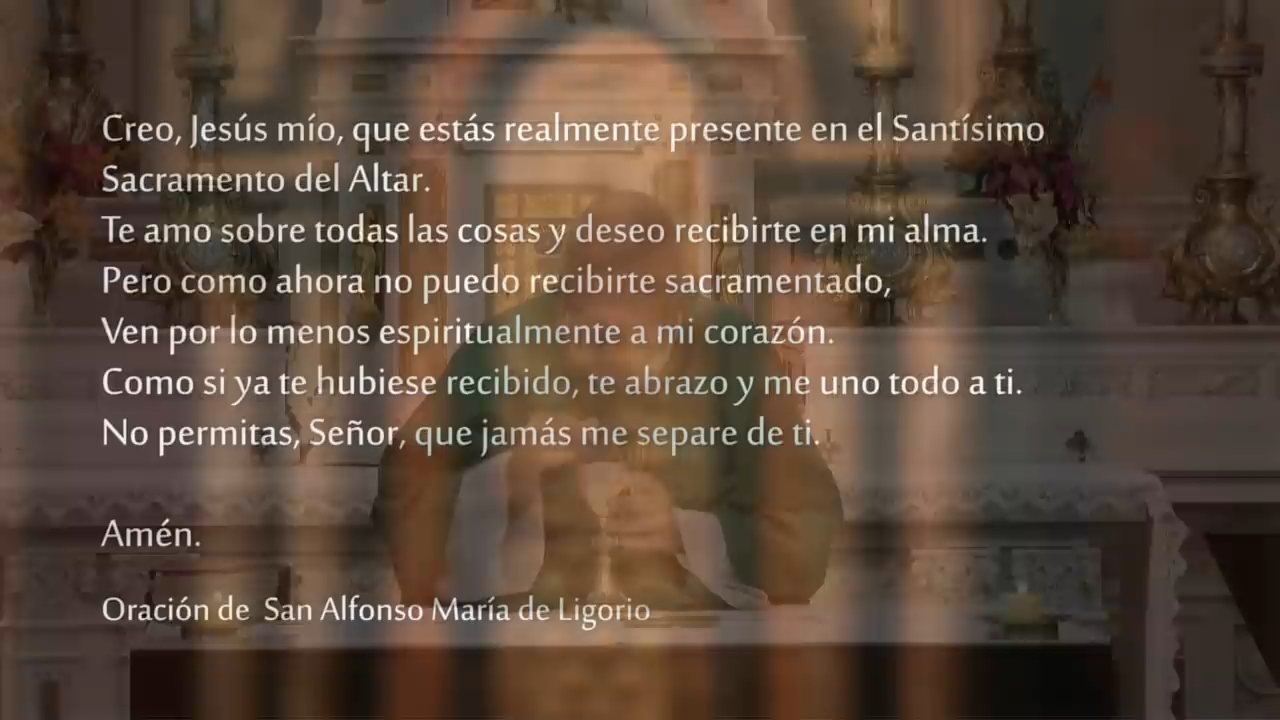 Creo, Jesús mío, que estás realmente presente en el Santísimo
Sacramento del Altar.
Te amo sobre todas las cosas y deseo recibirte en mi alma.
Pero como ahora no puedo recibirte sacramentado,
Ven por lo menos espiritualmente a mi corazón.
Como si ya te hubiese recibido, te abrazo y me uno todo a ti.
No permitas, Señor, que jamás me separe de ti.
Amén.
Oración de San Alfonso María de Ligorio